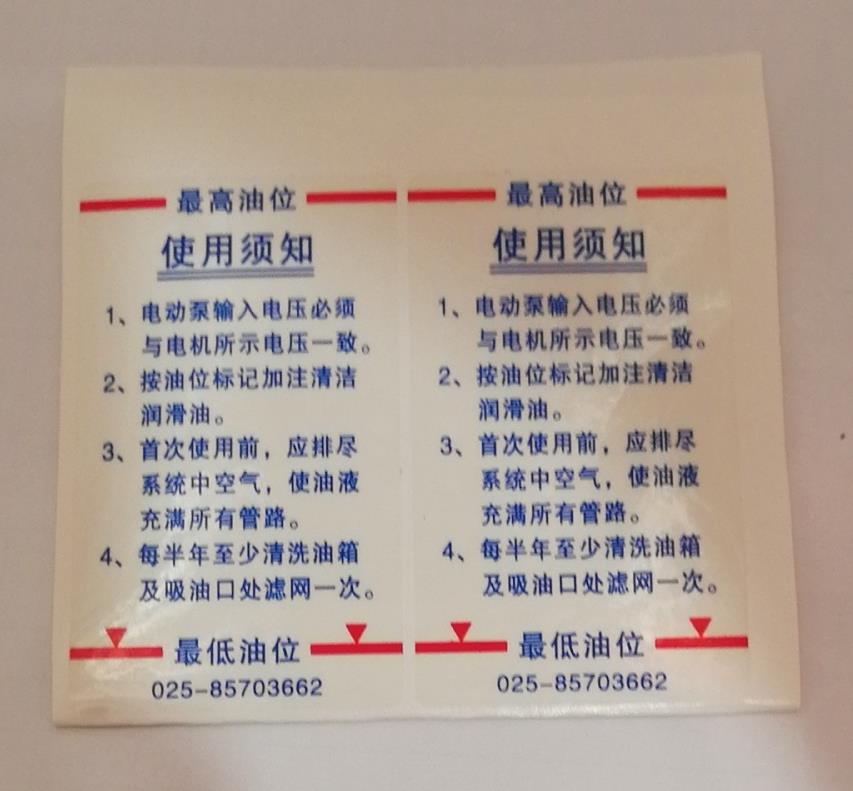 最高油位
使用须知
1、电动泵输入电压必须
与电机所示电压一致。
2、按油位标记加注清洁
润滑油。
3、首次使用前，应排尽
系统中空气，使油液
充满所有管路。
4、每半年至少清洗油箱
及吸油口处滤网一次。
最低油位
025-85703662
最高油位
使用须知
1、电动泵输入电压必须
与电机所示电压一致。
2、按油位标记加注清洁
润滑油。
3、首次使用前，应排尽
系统中空气，使油液
充满所有管路。
4、每半年至少清洗油箱
及吸油口处滤网一次。
最低油位
025-85703662